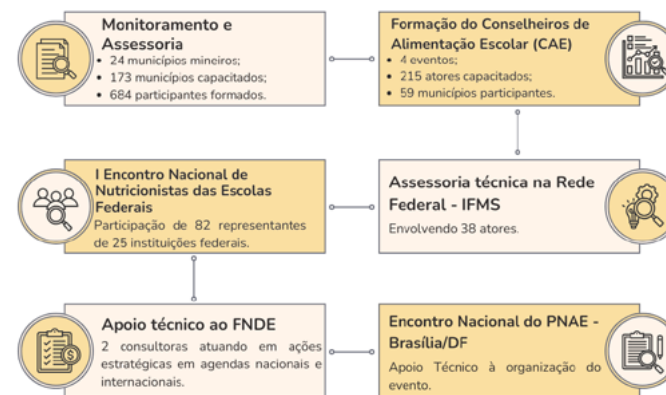 Monitoramento e
Assessoria
• 24 municípios mineiros;
• 173 municípios capacitados;
• 684 participantes formados.
Formação do Conselheiros de
Alimentação Escolar (CAE)
• 4 eventos;
• 215 atores capacitados;
• 59 municípios participantes.
I Encontro Nacional de
Nutricionistas das Escolas
Federais
Participação de 82 representantes
de 25 instituições federais.
Assessoria técnica na Rede
Federal - IFMS
Envolvendo 38 atores.
Apoio técnico ao FNDE
2 consultoras atuando em ações
estratégicas em agendas nacionais e
internacionais.
Encontro Nacional do PNAE -
Brasília/DF
Apoio Técnico à organização do
evento.